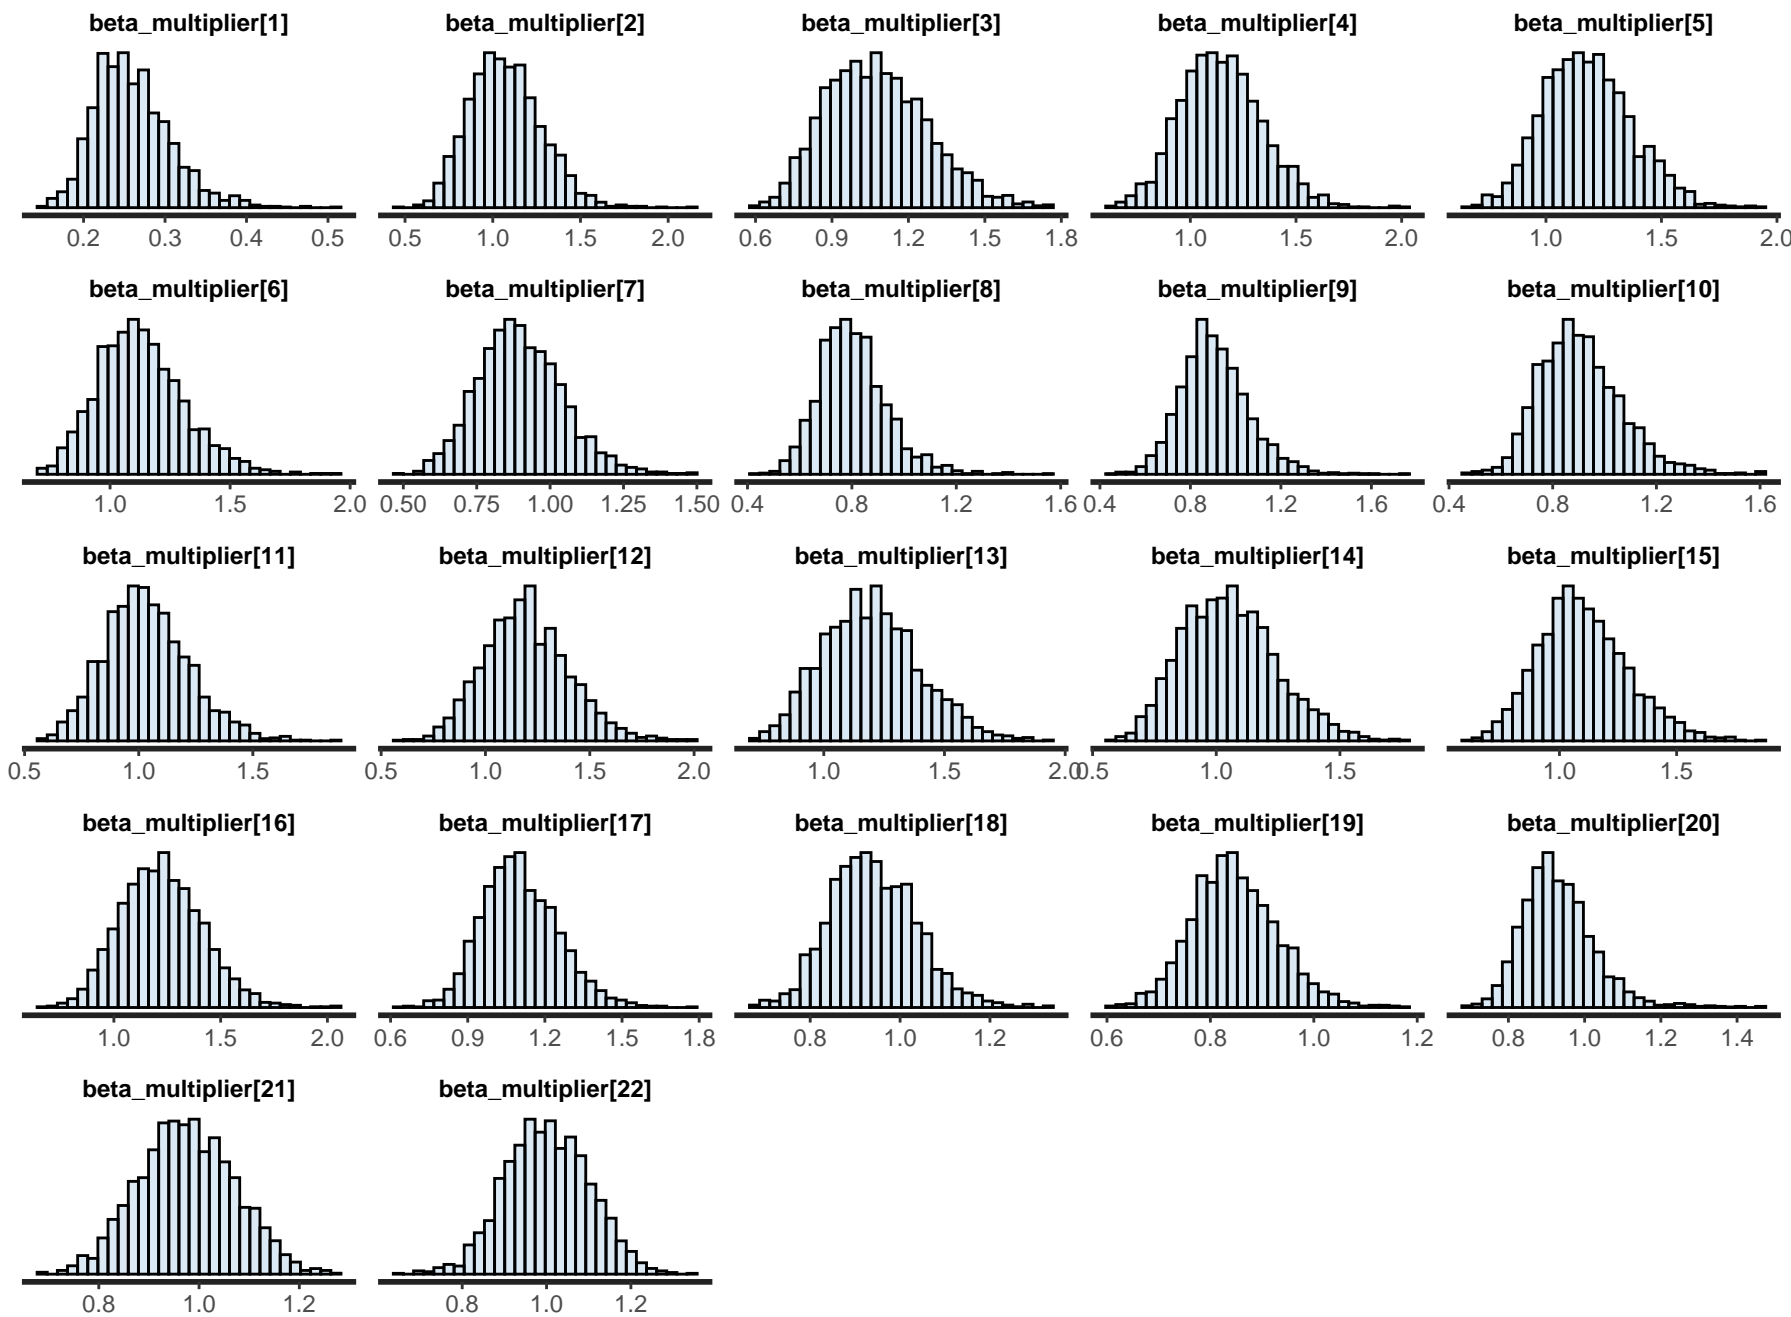 beta_multiplier[1] beta_multiplier[2] beta_multiplier[3] beta_multiplier[4] beta_multiplier[5]
0.2 0.3 0.4 0.5 0.5 1.0 1.5 2.0 0.6 0.9 1.2 1.5 1.8 1.0 1.5 2.0 1.0 1.5 2.0
beta_multiplier[6] beta_multiplier[7] beta_multiplier[8] beta_multiplier[9] beta_multiplier[10]
1.0 1.5 2.0 0.50 0.75 1.00 1.25 1.50 0.4 0.8 1.2 1.6 0.4 0.8 1.2 1.6 0.4 0.8 1.2 1.6
beta_multiplier[11] beta_multiplier[12] beta_multiplier[13] beta_multiplier[14] beta_multiplier[15]
0.5 1.0 1.5 0.5 1.0 1.5 2.0 1.0 1.5 2.0 0.5 1.0 1.5 1.0 1.5
beta_multiplier[16] beta_multiplier[17] beta_multiplier[18] beta_multiplier[19] beta_multiplier[20]
1.0 1.5 2.0 0.6 0.9 1.2 1.5 1.8 0.8 1.0 1.2 0.6 0.8 1.0 1.2 0.8 1.0 1.2 1.4
beta_multiplier[21] beta_multiplier[22]
0.8 1.0 1.2 0.8 1.0 1.2